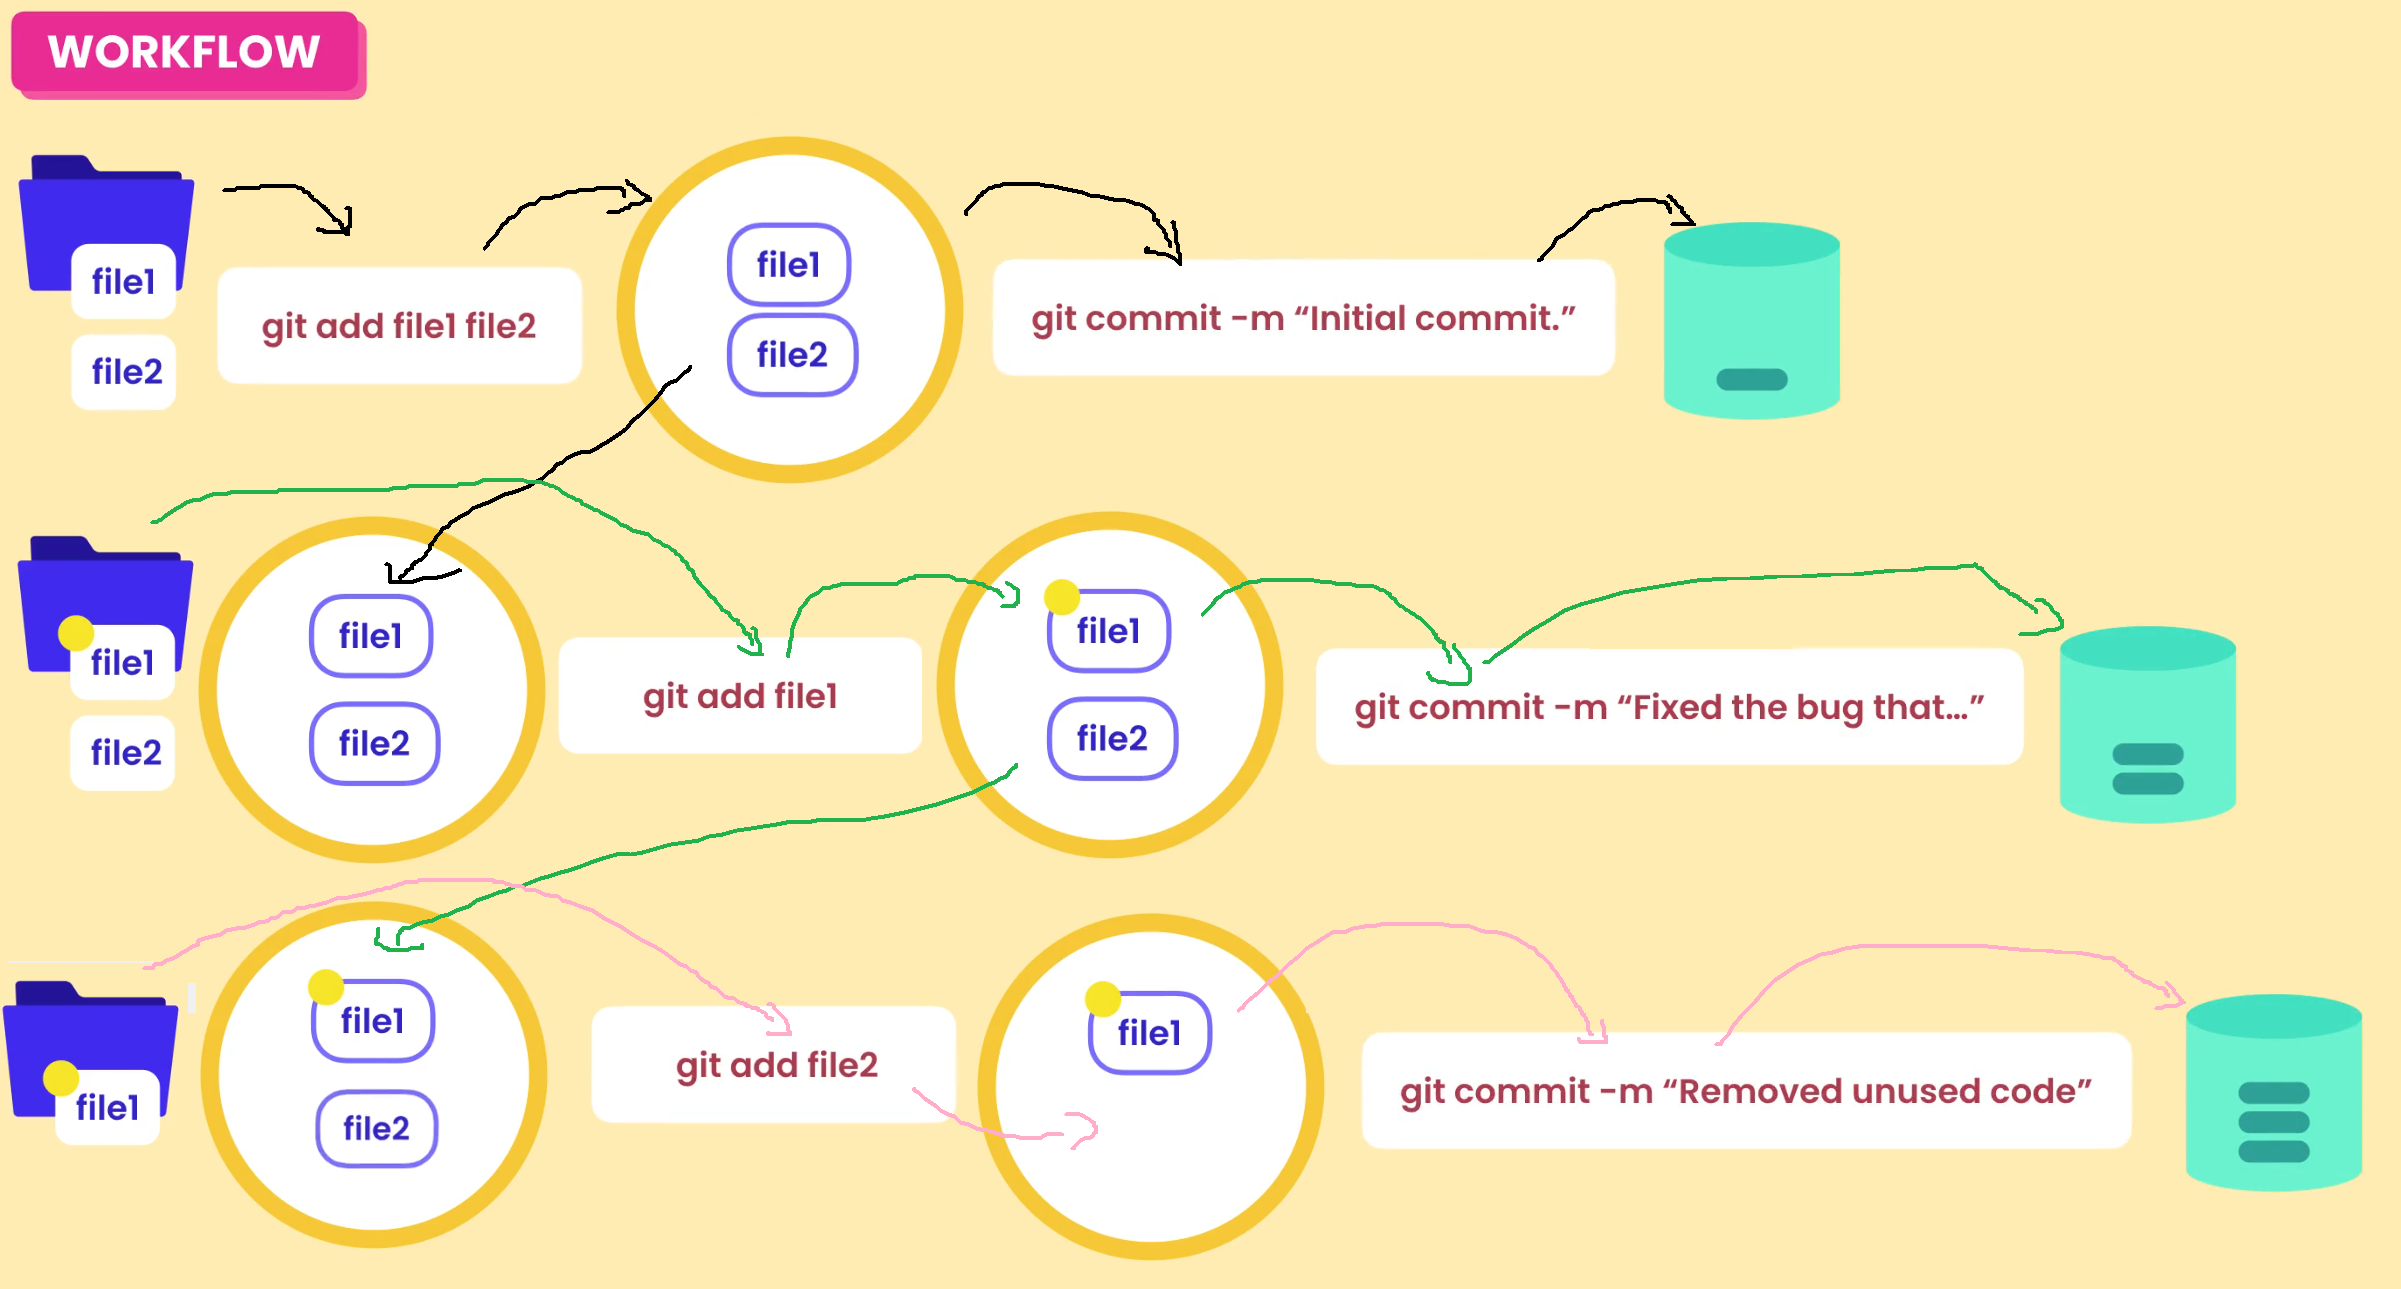 WORKFLOW
file1
file2
git add file1 file2
file1
file2
git commit -m “Initial commit.”
file1
file2
file1
file2
git add file1
file1
file2
git commit -m “Fixed the bug that...”
file1
file1
file2
git add file2
file1
git commit -m “Removed unused code”